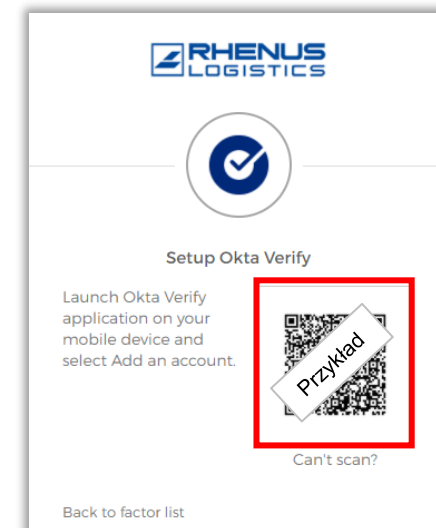 RHENUS
LOGISTICS
Setup Okta Verify
Launch Okta Verify
application on your
mobile device and
select Add an account.
Przykład
Can't scan?
Back to factor list